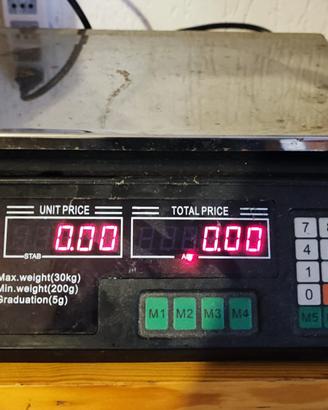 UNIT PRICE TOTAL PRICE
0.00 0.00
STAB
Max.weight(30kg)
Min.weight(200g)
Graduation(5g)
M1 M2 M3 M4
7
4
1
0
M5